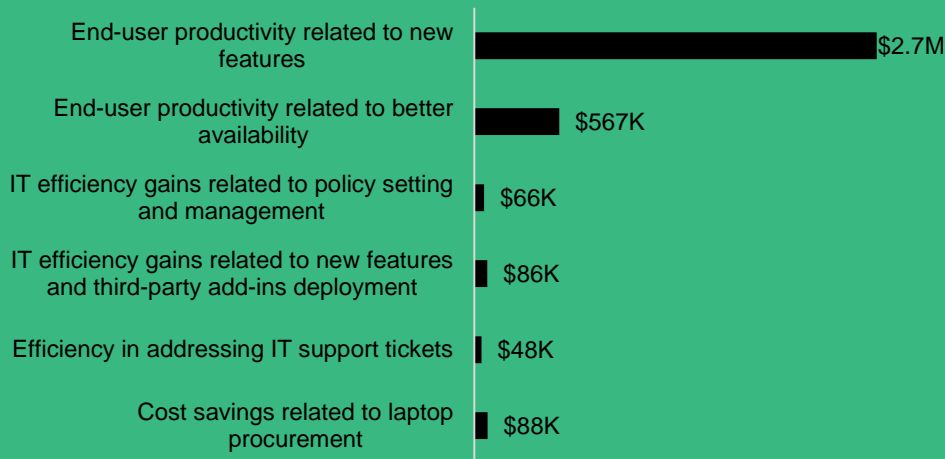 End-user productivity related to new
features
$2.7M
End-user productivity related to better
availability
$567K
IT efficiency gains related to policy setting
and management
$66K
IT efficiency gains related to new features
and third-party add-ins deployment
$86K
Efficiency in addressing IT support tickets
$48K
Cost savings related to laptop
procurement
$88K